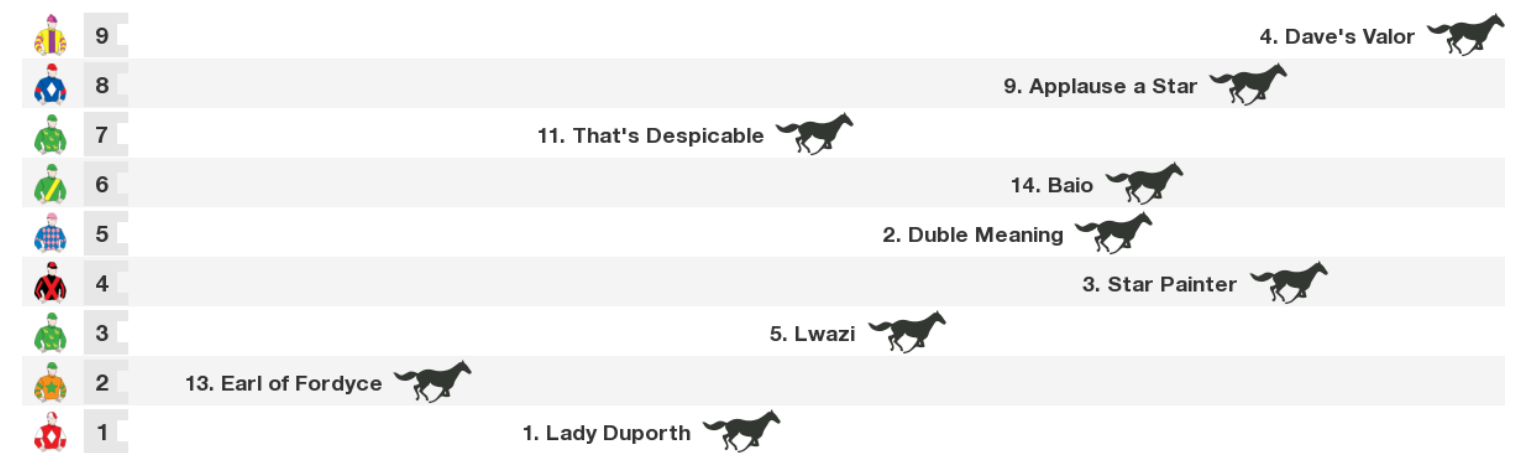 9 4. Dave's Valor
8 9. Applause a Star
7 11. That's Despicable
6 14. Baio
5 2. Duble Meaning
4 3. Star Painter
3 5. Lwazi
2 13. Earl of Fordyce
1 1. Lady Duporth